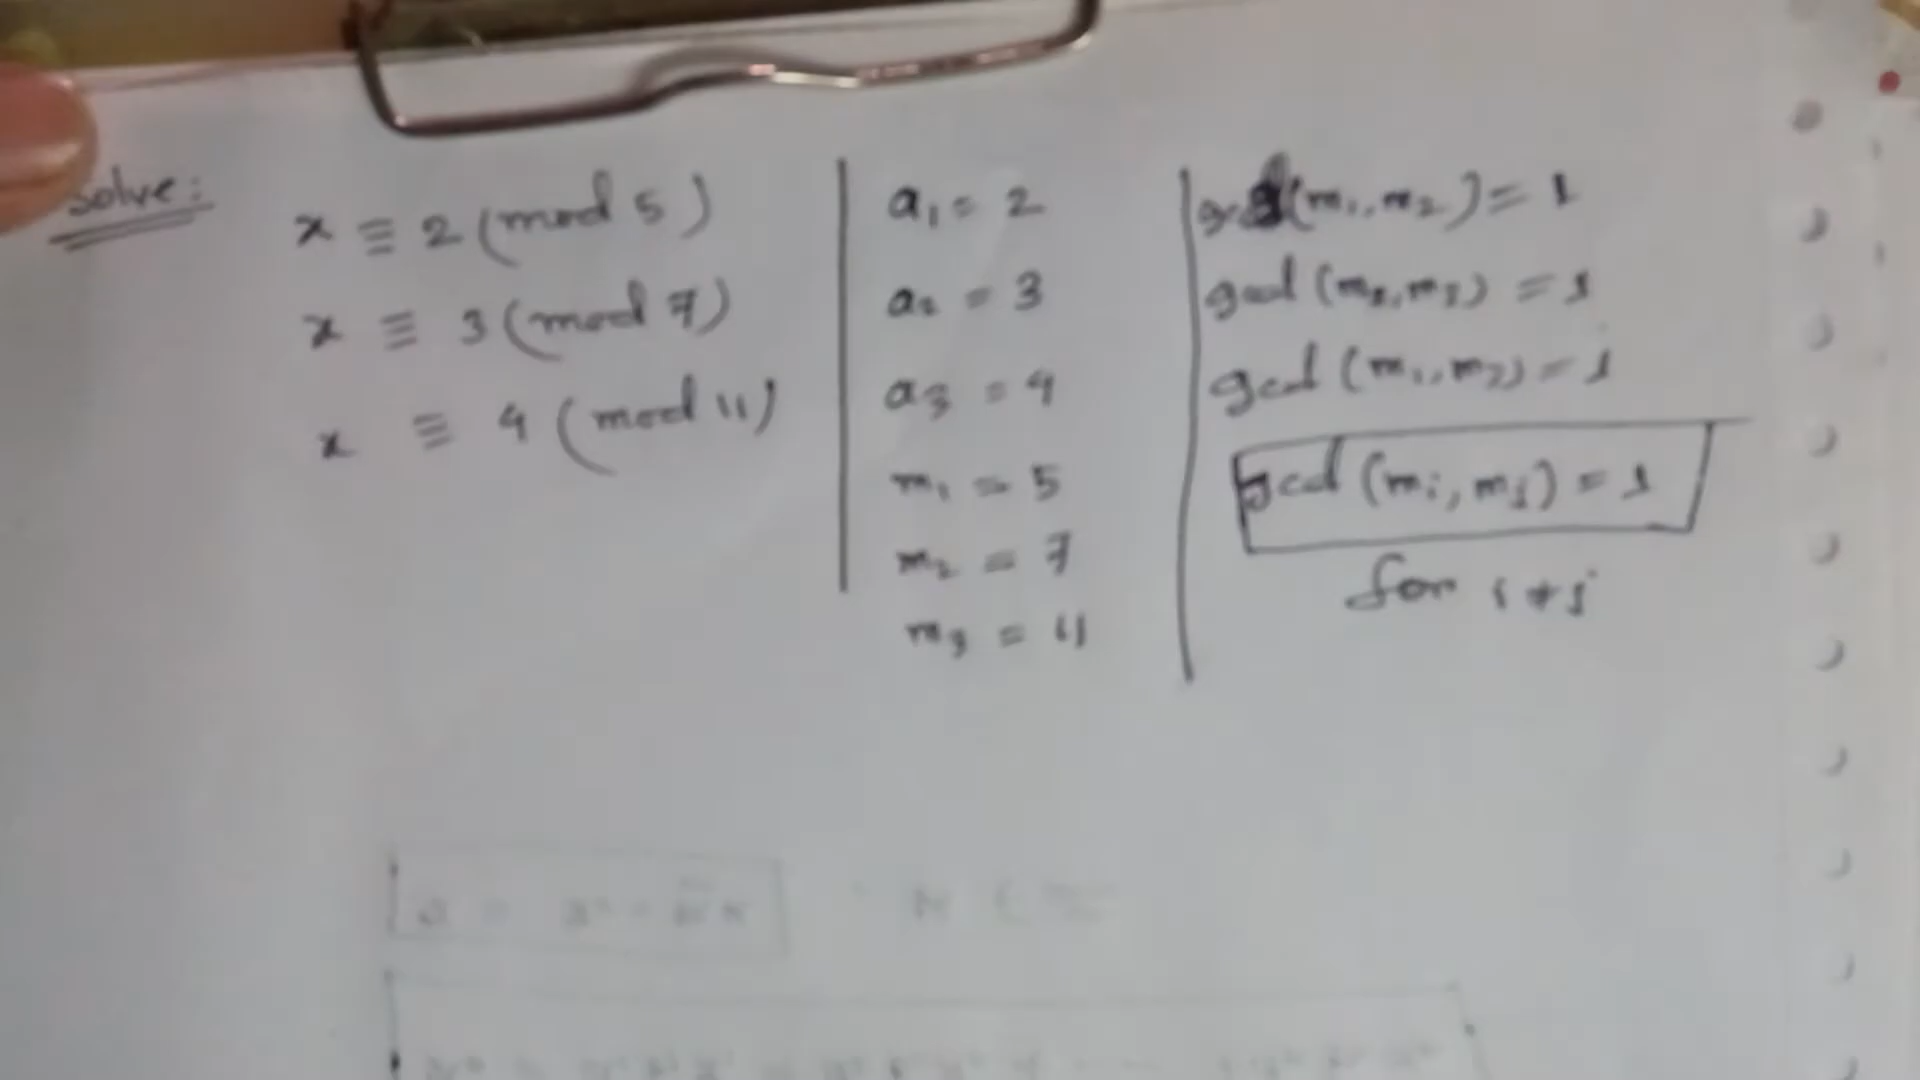 Solve:
x ≡ 2 (mod 5)
x ≡ 3 (mod 7)
x ≡ 4 (mod 11)
a₁ = 2
a₂ = 3
a₃ = 4
m₁ = 5
m₂ = 7
m₃ = 11
gcd(m₁, m₂) = 1
gcd (m₂, m₃) = 1
gcd (m₁, m₂) = 1
gcd (mᵢ, mⱼ) = 1
for i ≠ j